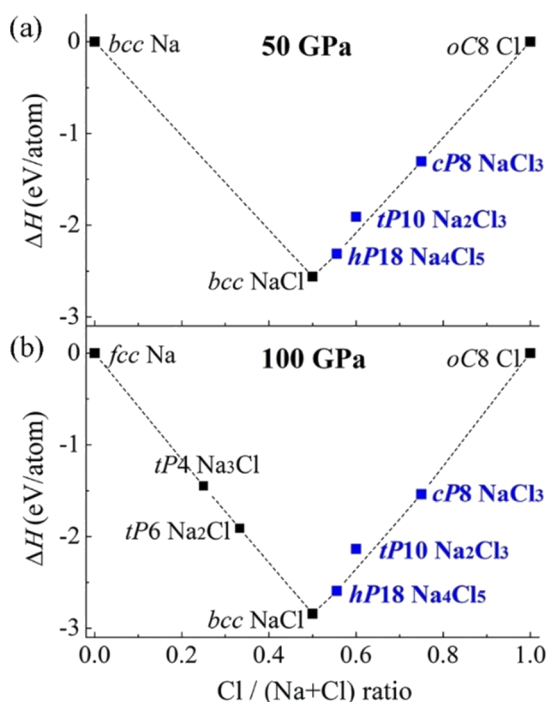 (a)
0
bcc Na
50 GPa
oC8 Cl
-1
cP8 NaCl3
ΔH (eV/atom)
-2
tP10 Na2Cl3
hP18 Na4Cl5
bcc NaCl
-3
(b)
0
fcc Na
100 GPa
oC8 Cl
-1
tP4 Na3Cl
cP8 NaCl3
ΔH (eV/atom)
tP6 Na2Cl
-2
tP10 Na2Cl3
hP18 Na4Cl5
bcc NaCl
-3
0.0 0.2 0.4 0.6 0.8 1.0
Cl / (Na+Cl) ratio